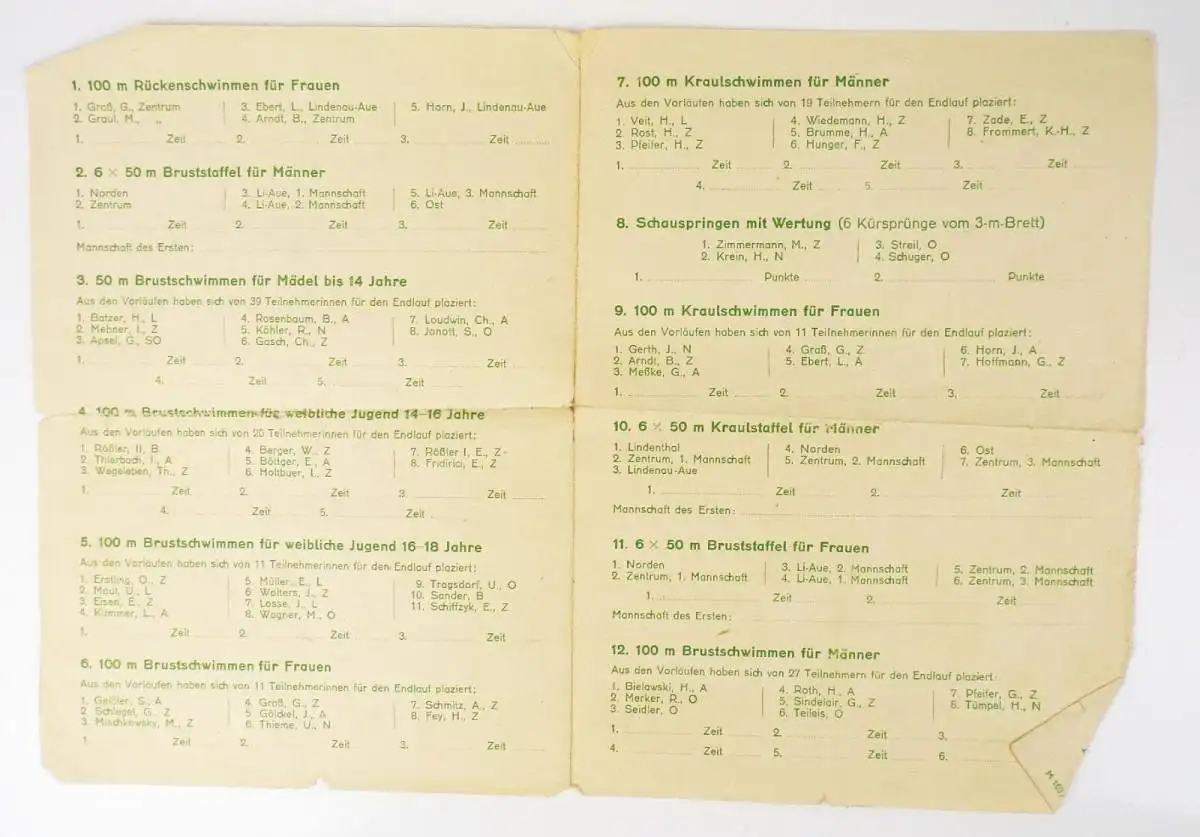 1. 100 m Rückenschwinmen für Frauen
1. Groß, G., Zentrum 3. Ebert, L., Lindenau-Aue 5. Horn, J., Lindenau-Aue
2. Graul, M., „ 4. Arndt, B., Zentrum
1. Zeit 2. Zeit 3. Zeit
2. 6 × 50 m Bruststaffel für Männer
1. Norden 3. Li-Aue, 1. Mannschaft 5. Li-Aue, 3. Mannschaft
2. Zentrum 4. Li-Aue, 2. Mannschaft 6. Ost
1. Zeit 2. Zeit 3. Zeit
Mannschaft des Ersten:
3. 50 m Brustschwimmen für Mädel bis 14 Jahre
Aus den Vorläufen haben sich von 39 Teilnehmerinnen für den Endlauf plaziert:
1. Batzer, H., L 4. Rosenbaum, B., A 7. Loudwin, Ch., A
2. Mehner, I., Z 5. Köhler, R., N 8. Jonott, S., O
3. Apsel, G., SO 6. Gasch, Ch., Z
1. Zeit 2. Zeit 3. Zeit
4. Zeit 5. Zeit
4. 100 m Brustschwimmen für weibliche Jugend 14-16 Jahre
Aus den Vorläufen haben sich von 20 Teilnehmerinnen für den Endlauf plaziert:
1. Rößler, II, B 4. Berger, W., Z 7. Rößler I, E., Z
2. Thierbach, I., A 5. Böttger, E., A 8. Fridirici, E., Z
3. Wegeleben, Th., Z 6. Holtbuer, I., Z
1. Zeit 2. Zeit 3. Zeit
4. Zeit 5. Zeit
5. 100 m Brustschwimmen für weibliche Jugend 16-18 Jahre
Aus den Vorläufen haben sich von 11 Teilnehmerinnen für den Endlauf plaziert:
1. Erstling, O., Z 5. Müller, E., L 9. Tragsdorf, U., O
2. Maul, U., L 6. Wolters, J., Z 10. Sander, B
3. Eisen, E., Z 7. Losse, J., L 11. Schiffzyk, E., Z
4. Kümmer, L., A 8. Wagner, M., O
1. Zeit 2. Zeit 3. Zeit
6. 100 m Brustschwimmen für Frauen
Aus den Vorläufen haben sich von 11 Teilnehmerinnen für den Endlauf plaziert:
1. Geißler, S., A 4. Groß, G., Z 7. Schmitz, A., Z
2. Schlegel, G., Z 5. Göldkel, J., A 8. Fey, H., Z
3. Mischkowsky, M., Z 6. Thieme, U., N
1. Zeit 2. Zeit 3. Zeit
7. 100 m Kraulschwimmen für Männer
Aus den Vorläufen haben sich von 19 Teilnehmern für den Endlauf plaziert:
1. Veit, H., L 4. Wiedemann, H., Z 7. Zade, E., Z
2. Rost, H., Z 5. Brumme, H., A 8. Frommert, K.-H., Z
3. Pfeifer, H., Z 6. Hunger, F., Z
1. Zeit 2. Zeit 3. Zeit
4. Zeit 5. Zeit
8. Schauspringen mit Wertung (6 Kürsprünge vom 3-m-Brett)
1. Zimmermann, M., Z 3. Streil, O
2. Krein, H., N 4. Schuger, O
1. Punkte 2. Punkte
9. 100 m Kraulschwimmen für Frauen
Aus den Vorläufen haben sich von 11 Teilnehmerinnen für den Endlauf plaziert:
1. Gerth, J., N 4. Graß, G., Z 6. Horn, J., A
2. Arndt, B., Z 5. Ebert, L., A 7. Hoffmann, G., Z
3. Meßke, G., A
1. Zeit 2. Zeit 3. Zeit
10. 6 × 50 m Kraulstaffel für Männer
1. Lindenthal 4. Norden 6. Ost
2. Zentrum, 1. Mannschaft 5. Zentrum, 2. Mannschaft 7. Zentrum, 3. Mannschaft
3. Lindenau-Aue
1. Zeit 2. Zeit
Mannschaft des Ersten:
11. 6 × 50 m Bruststaffel für Frauen
1. Norden 3. Li-Aue, 2. Mannschaft 5. Zentrum, 2. Mannschaft
2. Zentrum, 1. Mannschaft 4. Li-Aue, 1. Mannschaft 6. Zentrum, 3. Mannschaft
1. Zeit 2. Zeit
Mannschaft des Ersten:
12. 100 m Brustschwimmen für Männer
Aus den Vorläufen haben sich von 27 Teilnehmern für den Endlauf plaziert:
1. Bielawski, H., A 4. Roth, H., A 7. Pfeifer, G., Z
2. Merker, R., O 5. Sindelair, G., Z 8. Tümpel, H., N
3. Seidler, O 6. Teileis, O
1. Zeit 2. Zeit 3.
4. Zeit 5. Zeit 6.